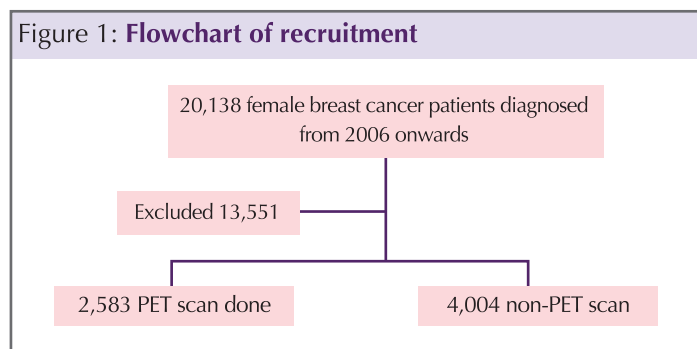 Figure 1: Flowchart of recruitment
20,138 female breast cancer patients diagnosed
from 2006 onwards
Excluded 13,551
2,583 PET scan done
4,004 non-PET scan